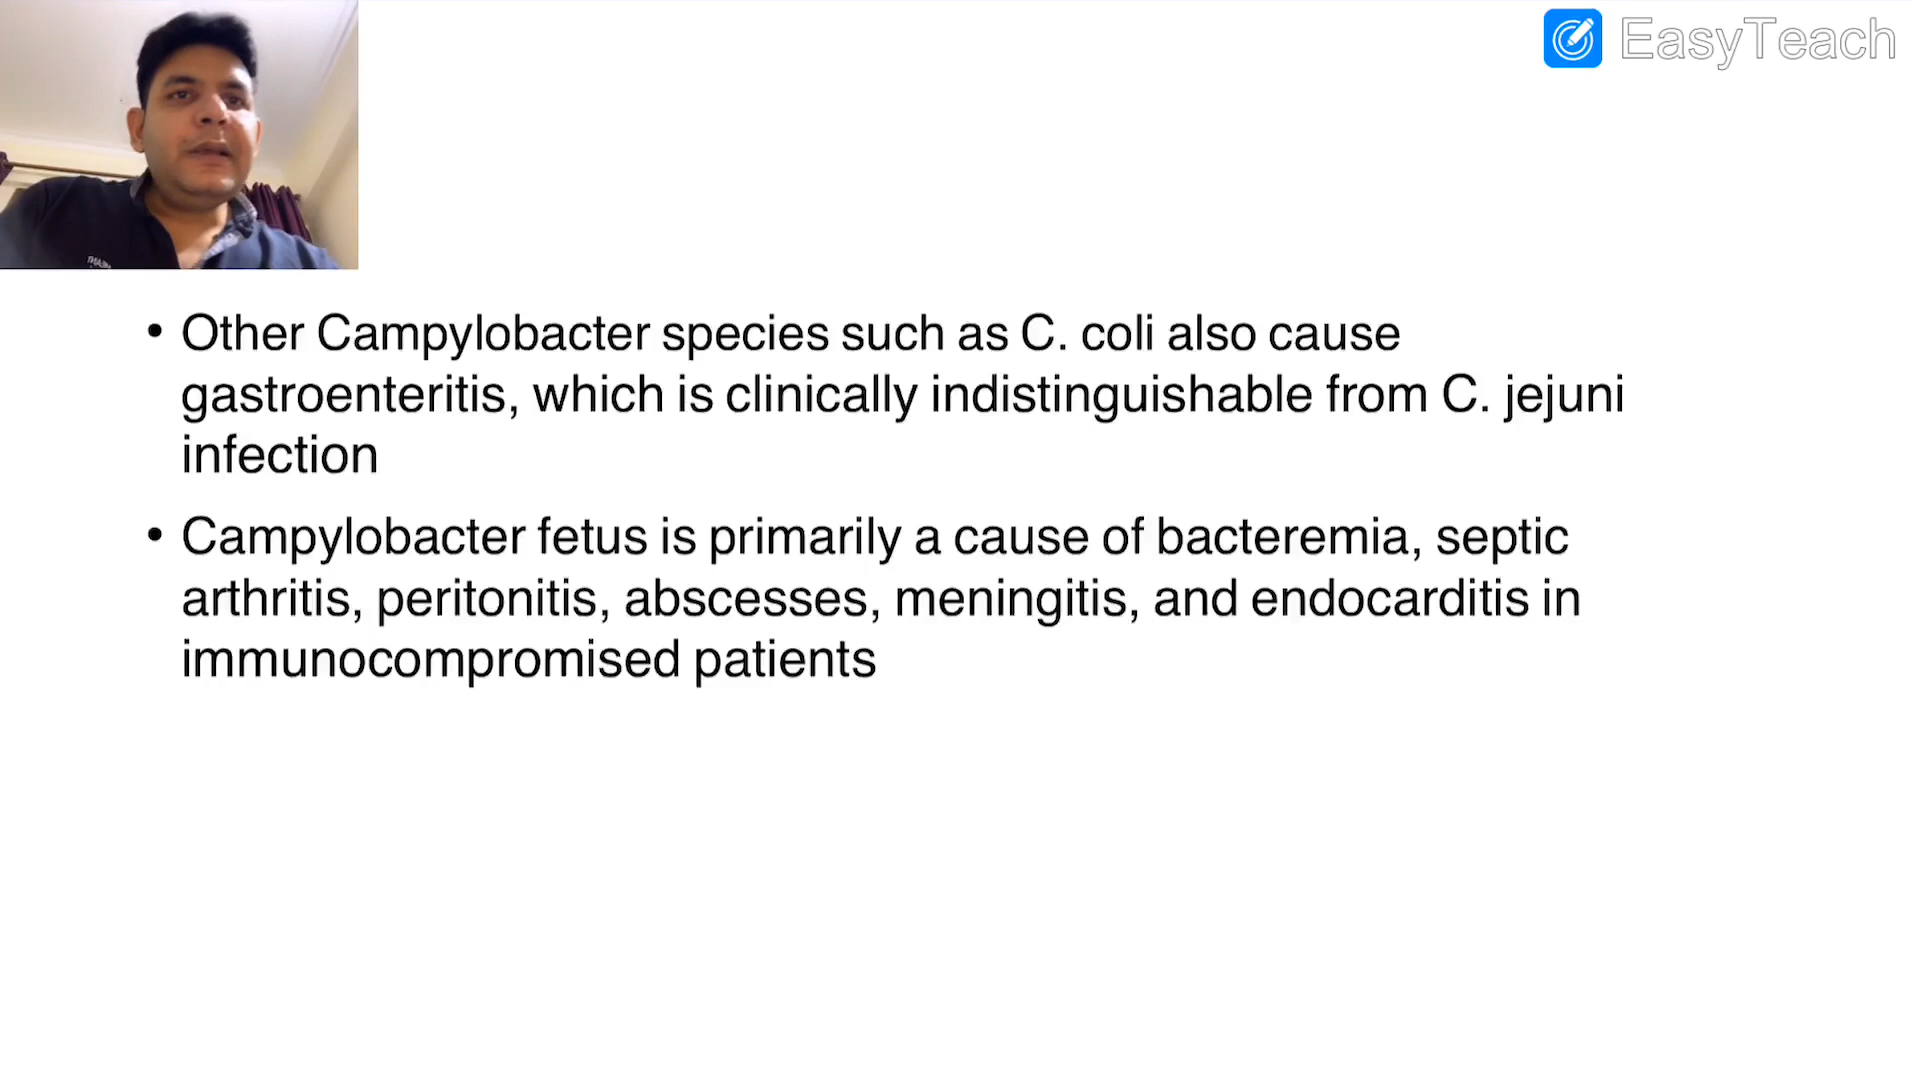 EasyTeach
• Other Campylobacter species such as C. coli also cause
gastroenteritis, which is clinically indistinguishable from C. jejuni
infection
• Campylobacter fetus is primarily a cause of bacteremia, septic
arthritis, peritonitis, abscesses, meningitis, and endocarditis in
immunocompromised patients